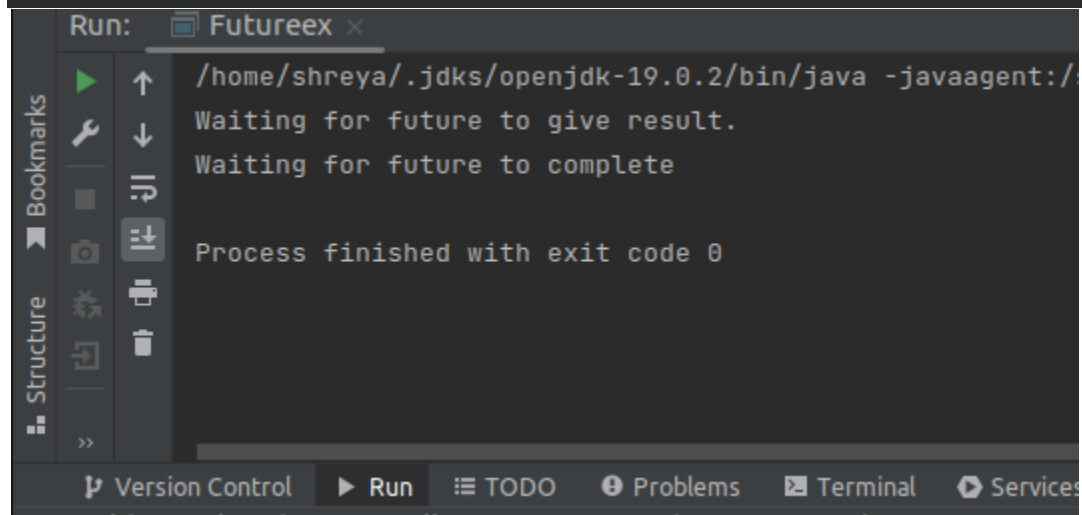 Run: Futureex
/home/shreya/.jdks/openjdk-19.0.2/bin/java -javaagent:/
Waiting for future to give result.
Waiting for future to complete
Process finished with exit code 0
Bookmarks
Structure
Version Control Run TODO Problems Terminal Services